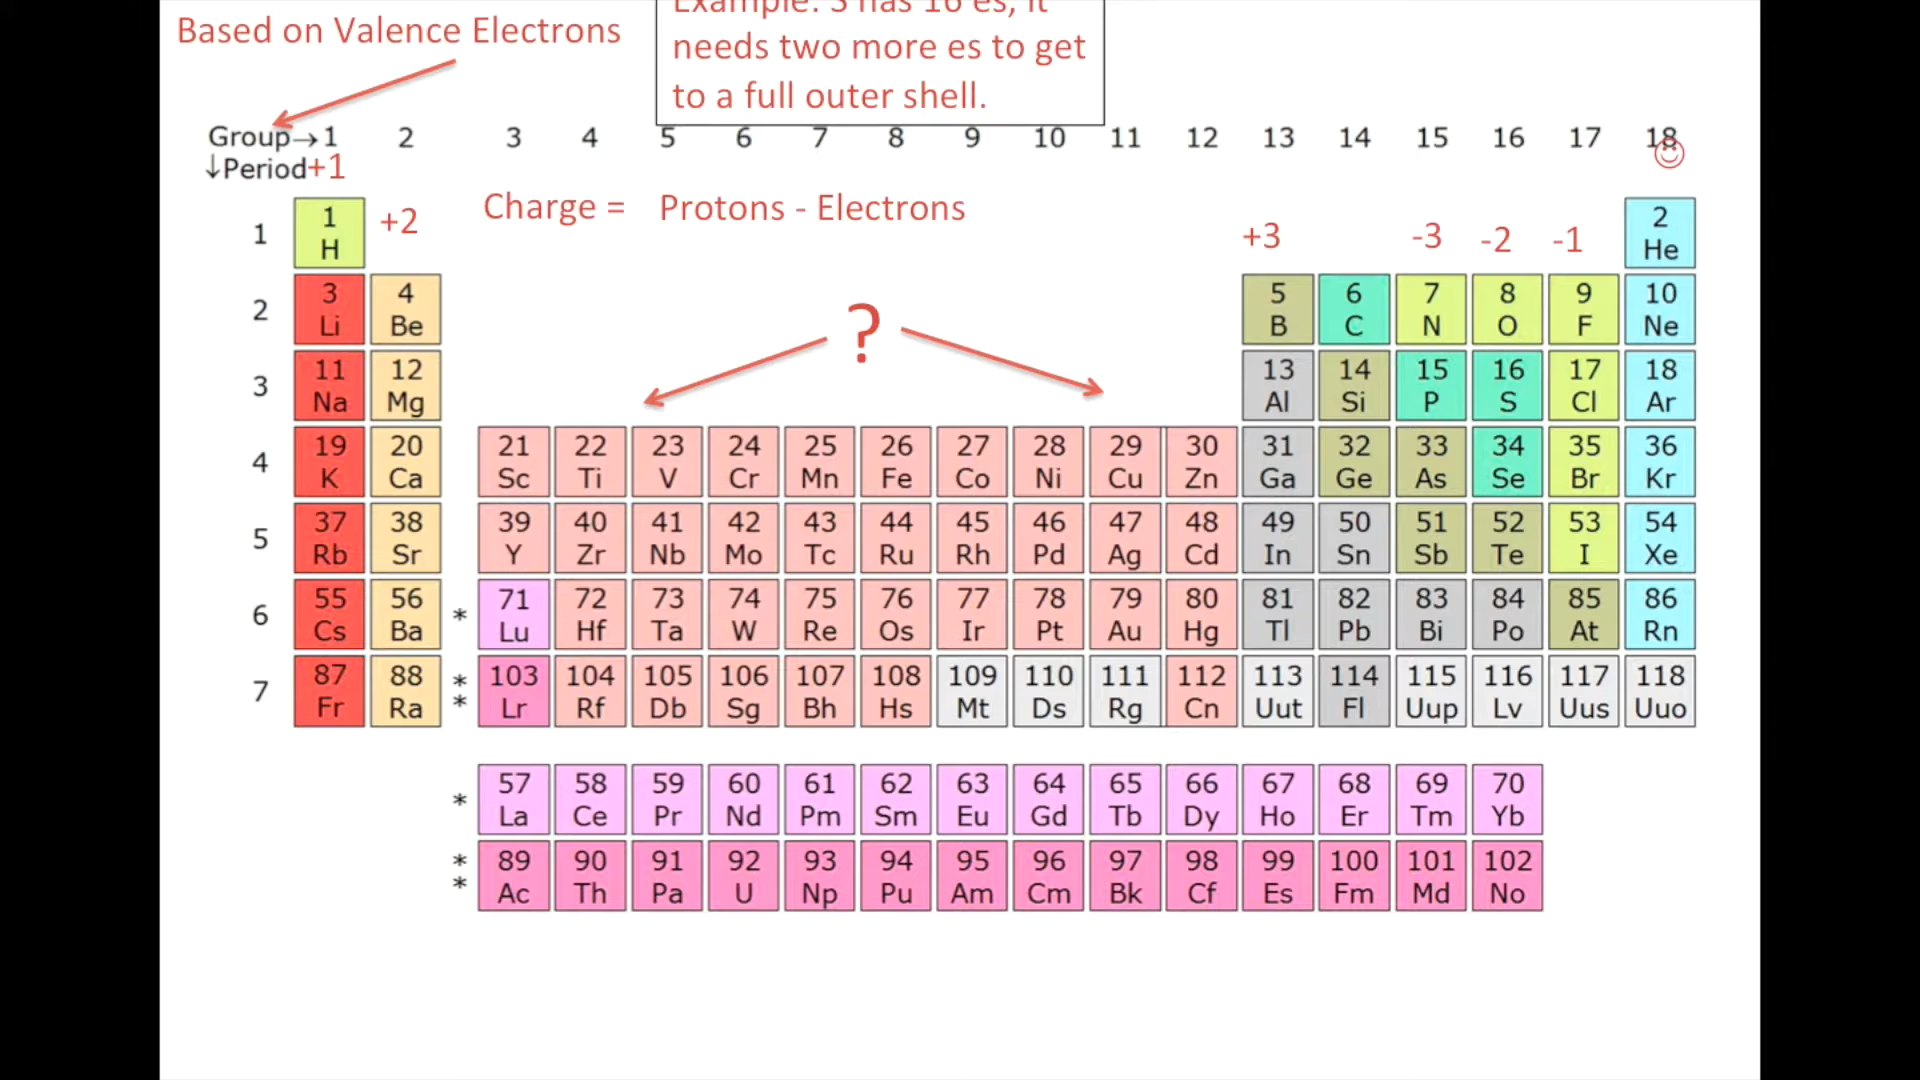 Based on Valence Electrons
Example: S has 16 es, it
needs two more es to get
to a full outer shell.
Group→1 2 3 4 5 6 7 8 9 10 11 12 13 14 15 16 17 18
↓Period+1
Charge = Protons - Electrons
+2 +3 -3 -2 -1
?
1 1 2
H He
2 3 4 5 6 7 8 9 10
Li Be B C N O F Ne
3 11 12 13 14 15 16 17 18
Na Mg Al Si P S Cl Ar
4 19 20 21 22 23 24 25 26 27 28 29 30 31 32 33 34 35 36
K Ca Sc Ti V Cr Mn Fe Co Ni Cu Zn Ga Ge As Se Br Kr
5 37 38 39 40 41 42 43 44 45 46 47 48 49 50 51 52 53 54
Rb Sr Y Zr Nb Mo Tc Ru Rh Pd Ag Cd In Sn Sb Te I Xe
6 55 56 * 71 72 73 74 75 76 77 78 79 80 81 82 83 84 85 86
Cs Ba Lu Hf Ta W Re Os Ir Pt Au Hg Tl Pb Bi Po At Rn
7 87 88 * 103 104 105 106 107 108 109 110 111 112 113 114 115 116 117 118
Fr Ra * Lr Rf Db Sg Bh Hs Mt Ds Rg Cn Uut Fl Uup Lv Uus Uuo
* 57 58 59 60 61 62 63 64 65 66 67 68 69 70
La Ce Pr Nd Pm Sm Eu Gd Tb Dy Ho Er Tm Yb
* 89 90 91 92 93 94 95 96 97 98 99 100 101 102
* Ac Th Pa U Np Pu Am Cm Bk Cf Es Fm Md No